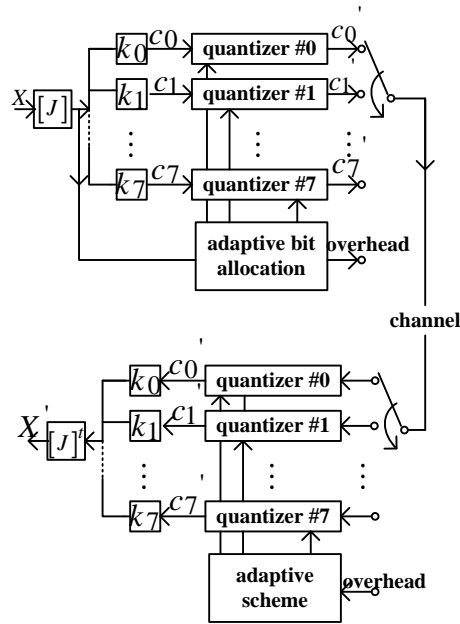 k0 c0 quantizer #0 c0'
X [J] k1 c1 quantizer #1 c1'
⋮ ⋮ ⋮
k7 c7 quantizer #7 c7'
adaptive bit
allocation
overhead
channel
k0 c0' quantizer #0
X' [J]^t k1 c1' quantizer #1
⋮ ⋮ ⋮
k7 c7' quantizer #7
adaptive
scheme
overhead